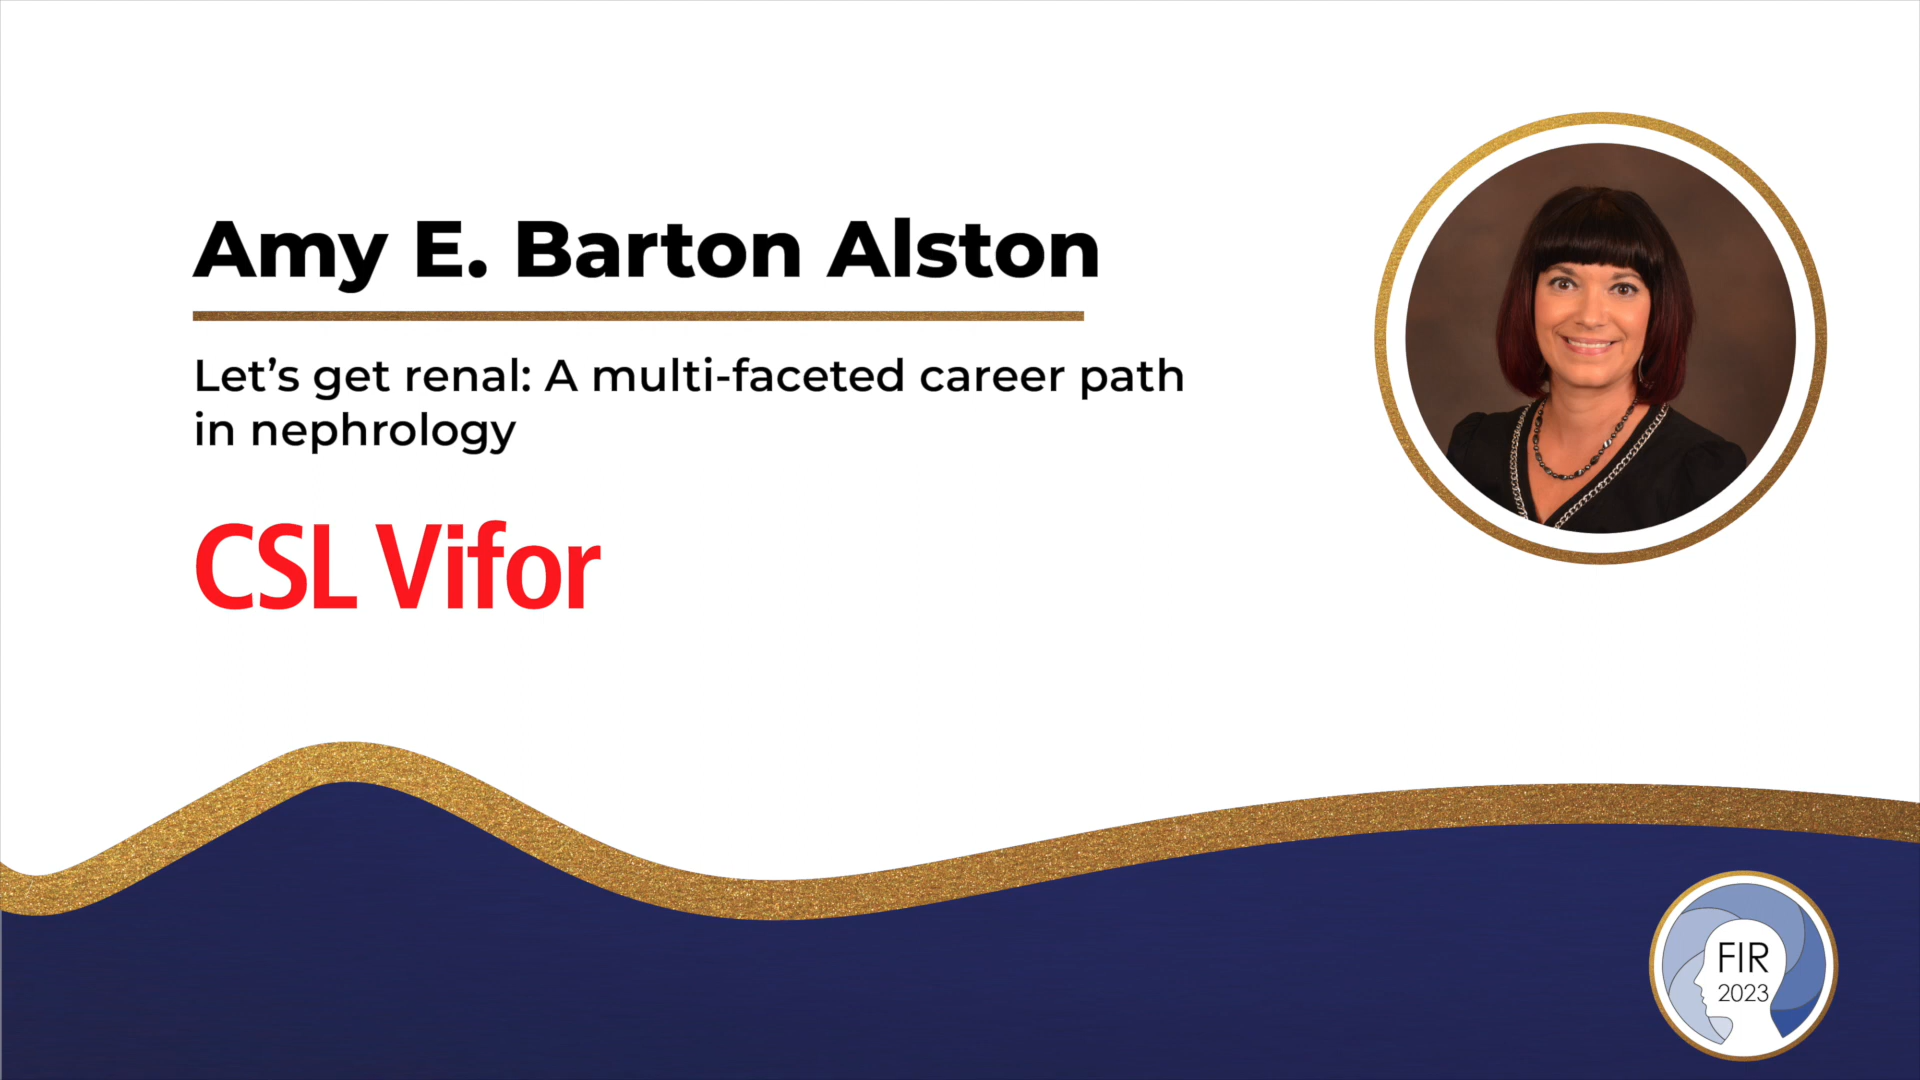 Amy E. Barton Alston
Let’s get renal: A multi-faceted career path
in nephrology
CSL Vifor
FIR
2023